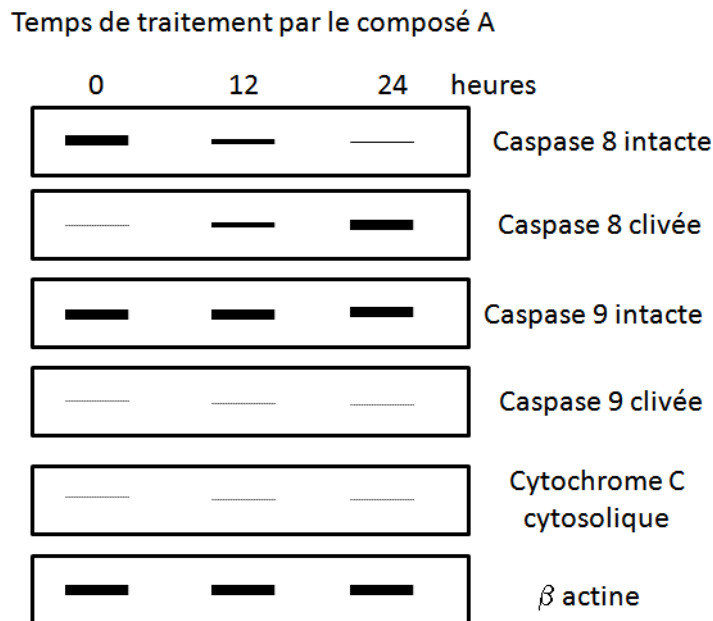 Temps de traitement par le composé A
0 12 24 heures
Caspase 8 intacte
Caspase 8 clivée
Caspase 9 intacte
Caspase 9 clivée
Cytochrome C
cytosolique
β actine